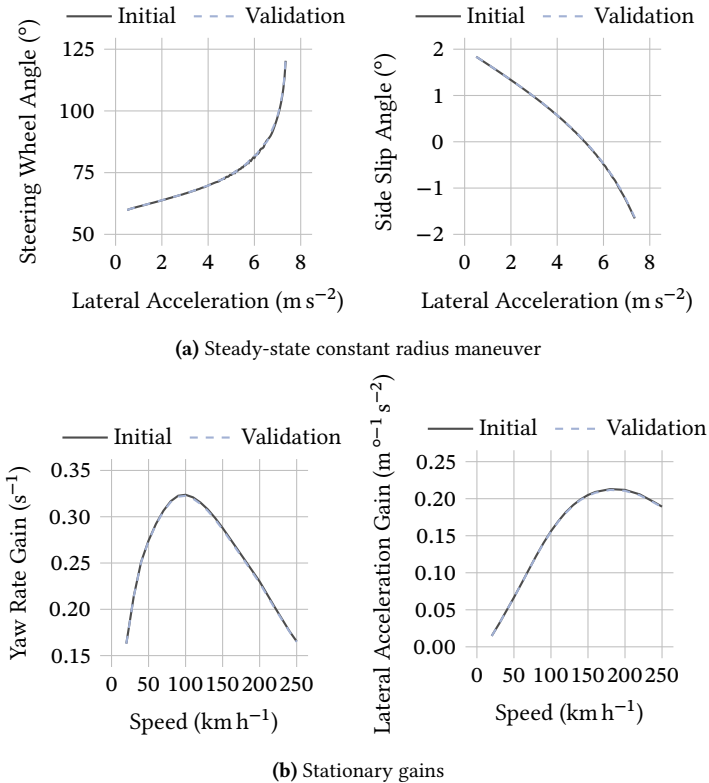 Initial Validation
Steering Wheel Angle (°)
125
100
75
50
0 2 4 6 8
Lateral Acceleration (m s−2)
Initial Validation
Side Slip Angle (°)
2
1
0
−1
−2
0 2 4 6 8
Lateral Acceleration (m s−2)
(a) Steady-state constant radius maneuver
Initial Validation
Yaw Rate Gain (s−1)
0.35
0.30
0.25
0.20
0.15
0 50 100 150 200 250
Speed (km h−1)
Initial Validation
Lateral Acceleration Gain (m °−1 s−2)
0.25
0.20
0.15
0.10
0.05
0.00
0 50 100 150 200 250
Speed (km h−1)
(b) Stationary gains